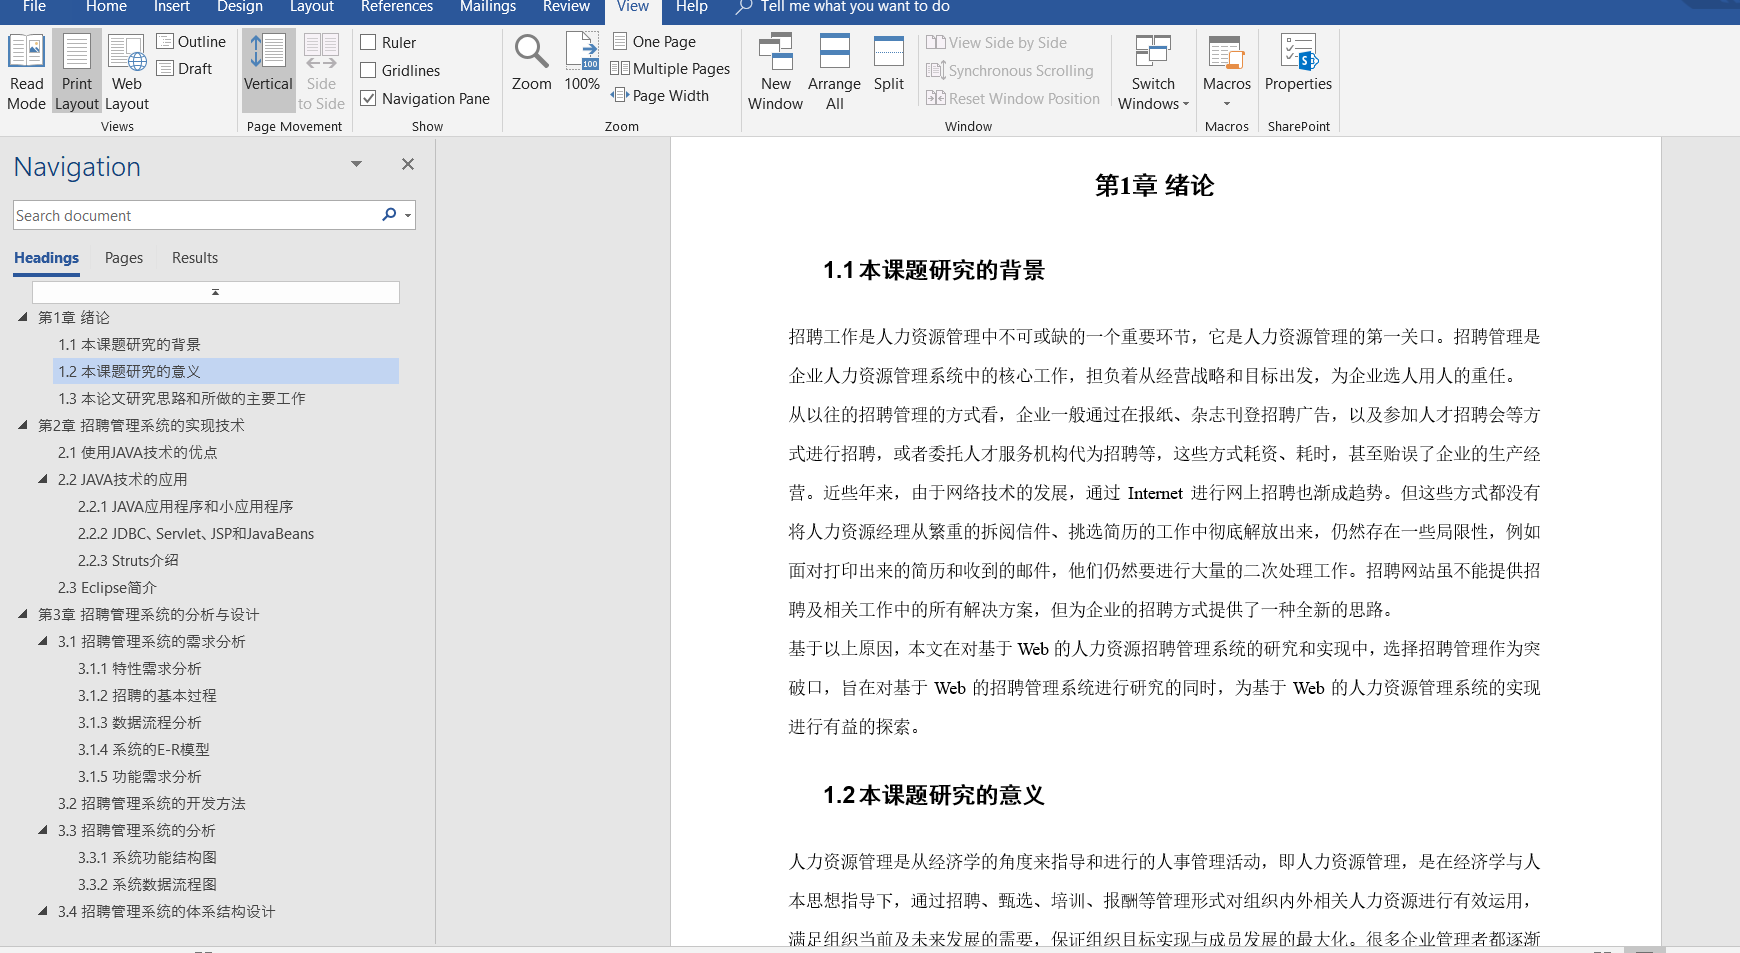 File Home Insert Design Layout References Mailings Review View Help Tell me what you want to do
Read Mode
Print Layout
Web Layout
Outline
Draft
Views
Vertical
Side to Side
Page Movement
Ruler
Gridlines
Navigation Pane
Show
Zoom
100
100%
One Page
Multiple Pages
Page Width
Zoom
New Window
Arrange All
Split
View Side by Side
Synchronous Scrolling
Reset Window Position
Window
Switch Windows
Macros
Macros
Properties
SharePoint
Navigation
Search document
Headings Pages Results
第1章 绪论
1.1 本课题研究的背景
1.2 本课题研究的意义
1.3 本论文研究思路和所做的主要工作
第2章 招聘管理系统的实现技术
2.1 使用JAVA技术的优点
2.2 JAVA技术的应用
2.2.1 JAVA应用程序和小应用程序
2.2.2 JDBC、Servlet、JSP和JavaBeans
2.2.3 Struts介绍
2.3 Eclipse简介
第3章 招聘管理系统的分析与设计
3.1 招聘管理系统的需求分析
3.1.1 特性需求分析
3.1.2 招聘的基本过程
3.1.3 数据流程分析
3.1.4 系统的E-R模型
3.1.5 功能需求分析
3.2 招聘管理系统的开发方法
3.3 招聘管理系统的分析
3.3.1 系统功能结构图
3.3.2 系统数据流程图
3.4 招聘管理系统的体系结构设计
第1章 绪论
1.1本课题研究的背景
招聘工作是人力资源管理中不可或缺的一个重要环节，它是人力资源管理的第一关口。招聘管理是
企业人力资源管理系统中的核心工作，担负着从经营战略和目标出发，为企业选人用人的重任。
从以往的招聘管理的方式看，企业一般通过在报纸、杂志刊登招聘广告，以及参加人才招聘会等方
式进行招聘，或者委托人才服务机构代为招聘等，这些方式耗资、耗时，甚至贻误了企业的生产经
营。近些年来，由于网络技术的发展，通过 Internet 进行网上招聘也渐成趋势。但这些方式都没有
将人力资源经理从繁重的拆阅信件、挑选简历的工作中彻底解放出来，仍然存在一些局限性，例如
面对打印出来的简历和收到的邮件，他们仍然要进行大量的二次处理工作。招聘网站虽不能提供招
聘及相关工作中的所有解决方案，但为企业的招聘方式提供了一种全新的思路。
基于以上原因，本文在对基于 Web 的人力资源招聘管理系统的研究和实现中，选择招聘管理作为突
破口，旨在对基于 Web 的招聘管理系统进行研究的同时，为基于 Web 的人力资源管理系统的实现
进行有益的探索。
1.2本课题研究的意义
人力资源管理是从经济学的角度来指导和进行的人事管理活动，即人力资源管理，是在经济学与人
本思想指导下，通过招聘、甄选、培训、报酬等管理形式对组织内外相关人力资源进行有效运用，
满足组织当前及未来发展的需要，保证组织目标实现与成员发展的最大化。很多企业管理者都逐渐